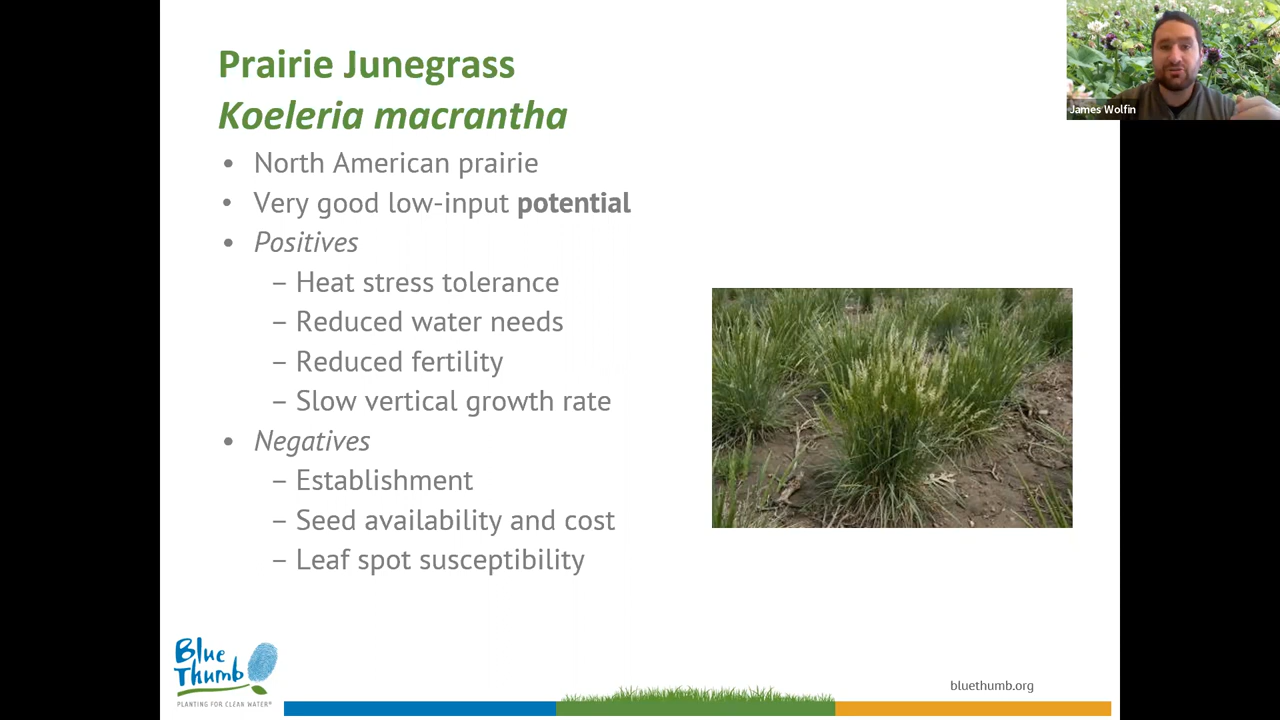 Prairie Junegrass
Koeleria macrantha
• North American prairie
• Very good low-input potential
• Positives
– Heat stress tolerance
– Reduced water needs
– Reduced fertility
– Slow vertical growth rate
• Negatives
– Establishment
– Seed availability and cost
– Leaf spot susceptibility
James Wolfin
Blue
Thumb
PLANTING FOR CLEAN WATER®
bluethumb.org